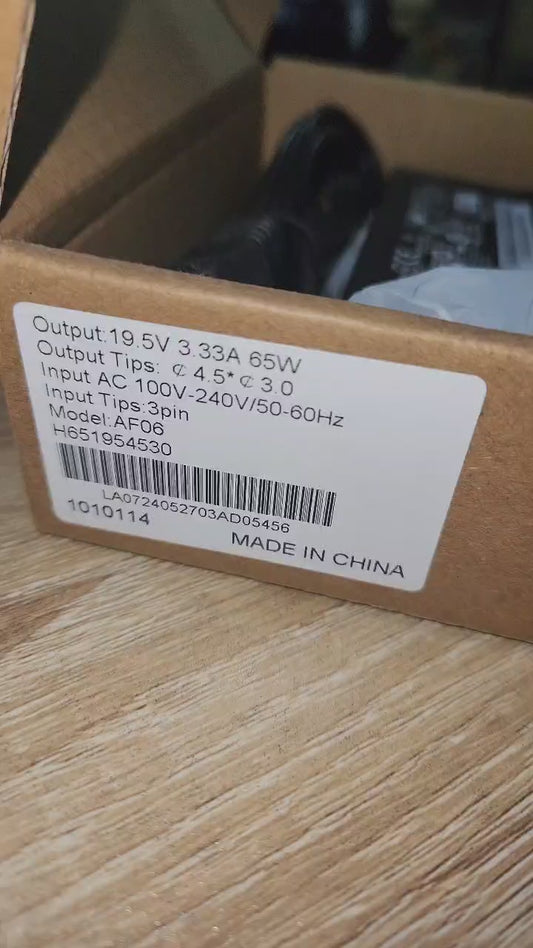 Output:19.5V 3.33A 65W
Output Tips: ₵ 4.5*₵ 3.0
Input AC 100V-240V/50-60Hz
Input Tips:3pin
Model:AF06
H651954530
LA0724052703AD05456
1010114
MADE IN CHINA